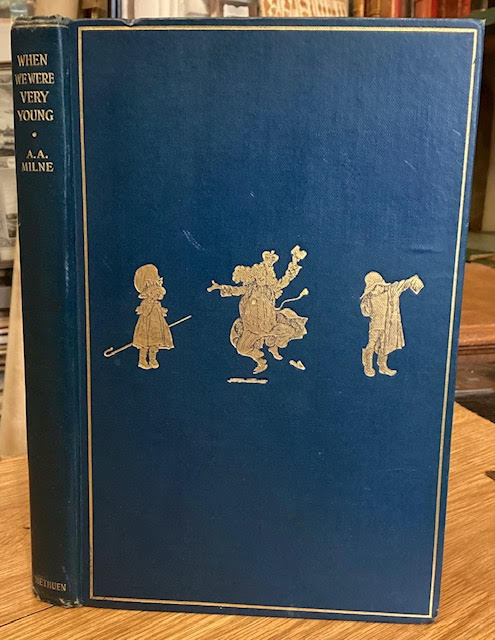 WHEN
WE WERE
VERY
YOUNG
A.A.
MILNE
METHUEN